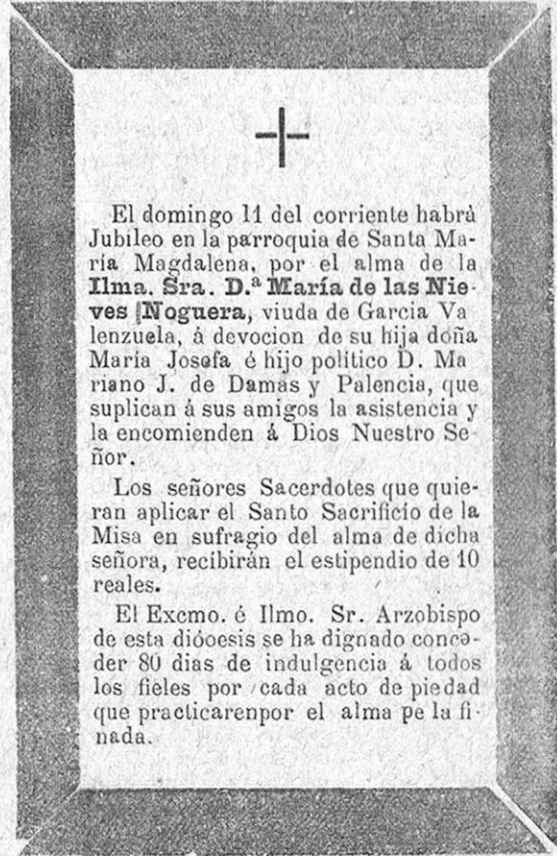 El domingo 11 del corriente habrá
Jubileo en la parroquia de Santa Ma-
ría Magdalena, por el alma de la
Ilma. Sra. D.ª María de las Nie-
ves Noguera, viuda de Garcia Va
lenzuela, á devocion de su hija doña
María Josefa é hijo político D. Ma
riano J. de Damas y Palencia, que
suplican á sus amigos la asistencia y
la encomienden á Dios Nuestro Se-
ñor.
Los señores Sacerdotes que quie-
ran aplicar el Santo Sacrificio de la
Misa en sufragio del alma de dicha
señora, recibirán el estipendio de 10
reales.
El Excmo. é Ilmo. Sr. Arzobispo
de esta dióoesis se ha dignado conce-
der 80 dias de indulgencia á todos
los fieles por cada acto de piedad
que practicarenpor el alma pe la fi-
nada.